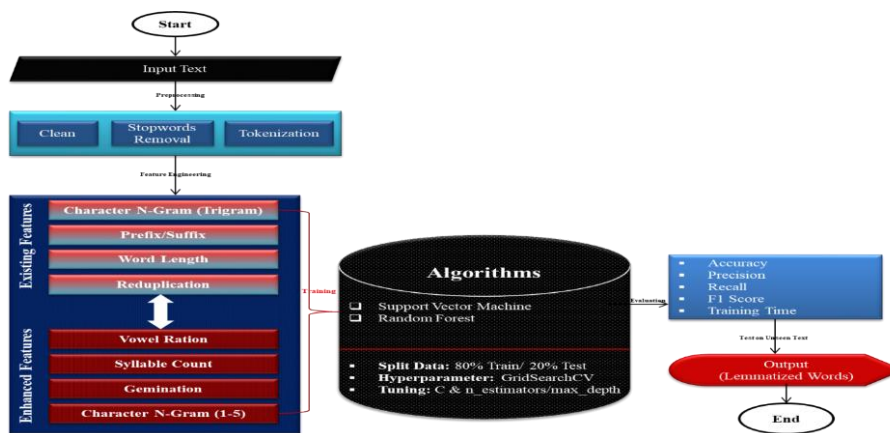 Start
Input Text
Preprocessing
Clean
Stopwords
Removal
Tokenization
Feature Engineering
Existing Features
Character N-Gram (Trigram)
Prefix/Suffix
Word Length
Reduplication
Enhanced Features
Vowel Ration
Syllable Count
Gemination
Character N-Gram (1-5)
Training
Algorithms
Support Vector Machine
Random Forest
Split Data: 80% Train/ 20% Test
Hyperparameter: GridSearchCV
Tuning: C & n_estimators/max_depth
Evaluation
Accuracy
Precision
Recall
F1 Score
Training Time
Test on Unseen Text
Output
(Lemmatized Words)
End